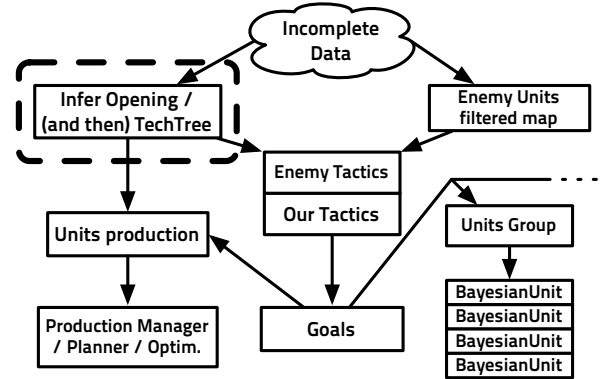 Incomplete
Data
Infer Opening /
(and then) TechTree
Enemy Units
filtered map
Enemy Tactics
Our Tactics
Units production
Units Group
Production Manager
/ Planner / Optim.
Goals
BayesianUnit
BayesianUnit
BayesianUnit
BayesianUnit